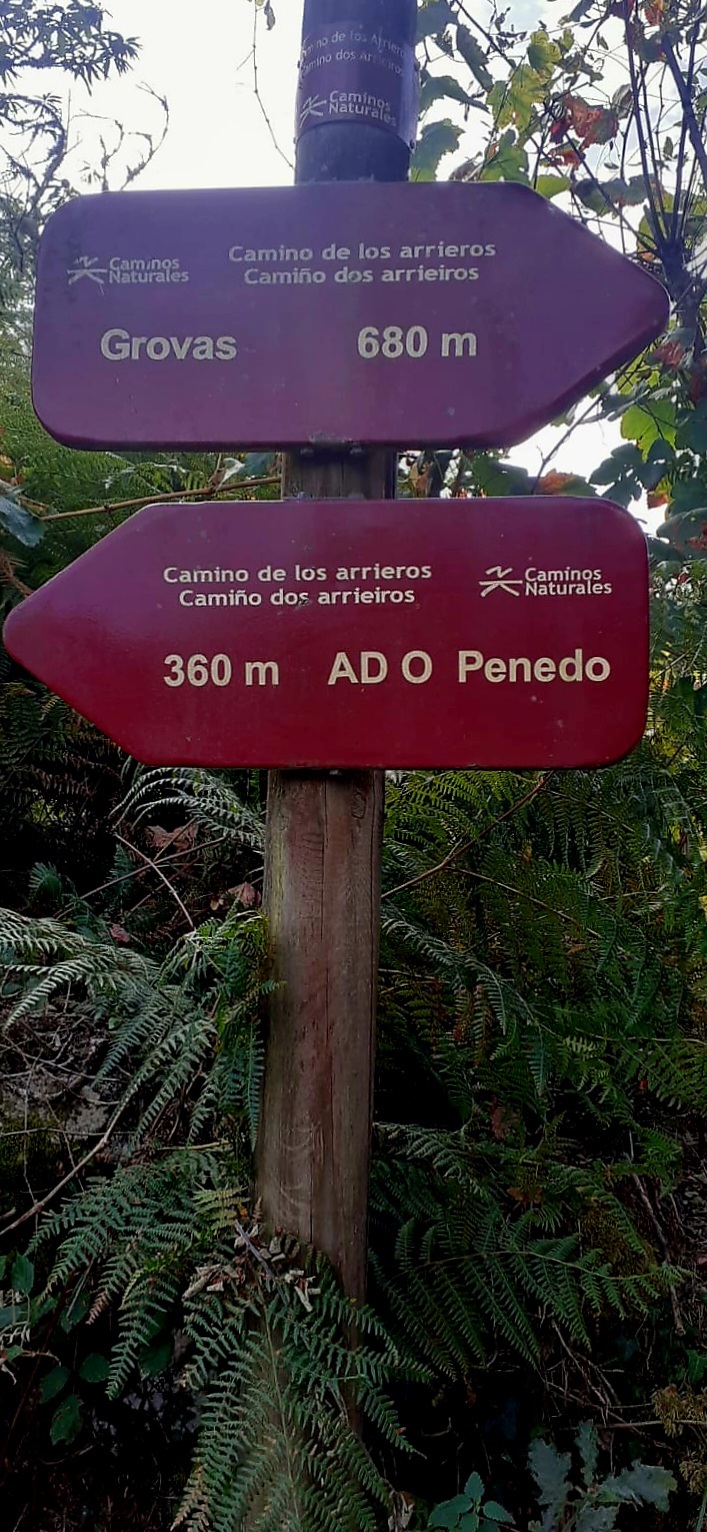 Camino de los Arrieros
Camino dos Arrieiros
Caminos
Naturales
Caminos
Naturales
Camino de los arrieros
Camiño dos arrieiros
Grovas 680 m
Camino de los arrieros
Camiño dos arrieiros
Caminos
Naturales
360 m AD O Penedo